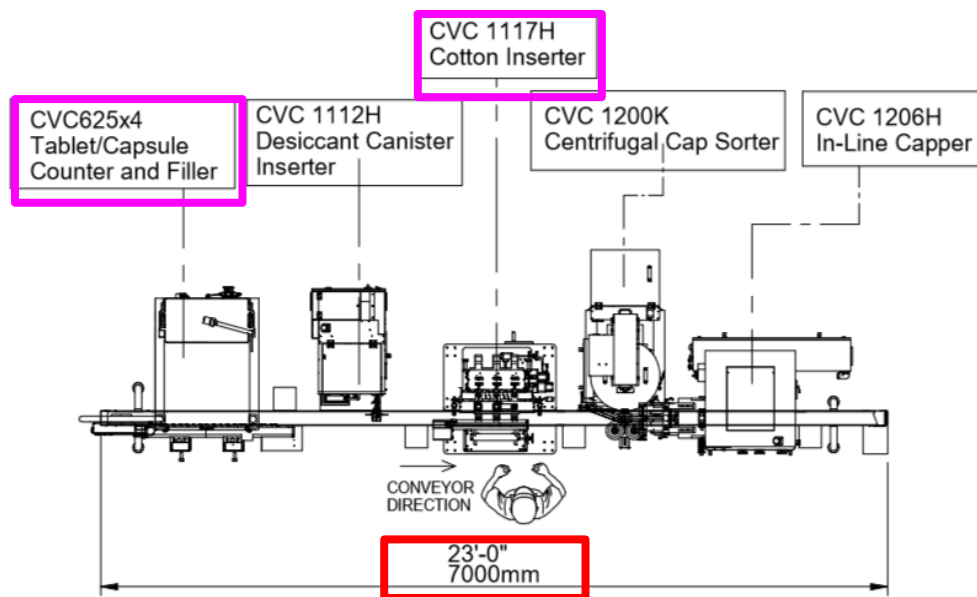 CVC 1117H
Cotton Inserter
CVC625x4
Tablet/Capsule
Counter and Filler
CVC 1112H
Desiccant Canister
Inserter
CVC 1200K
Centrifugal Cap Sorter
CVC 1206H
In-Line Capper
CONVEYOR
DIRECTION
23'-0"
7000mm